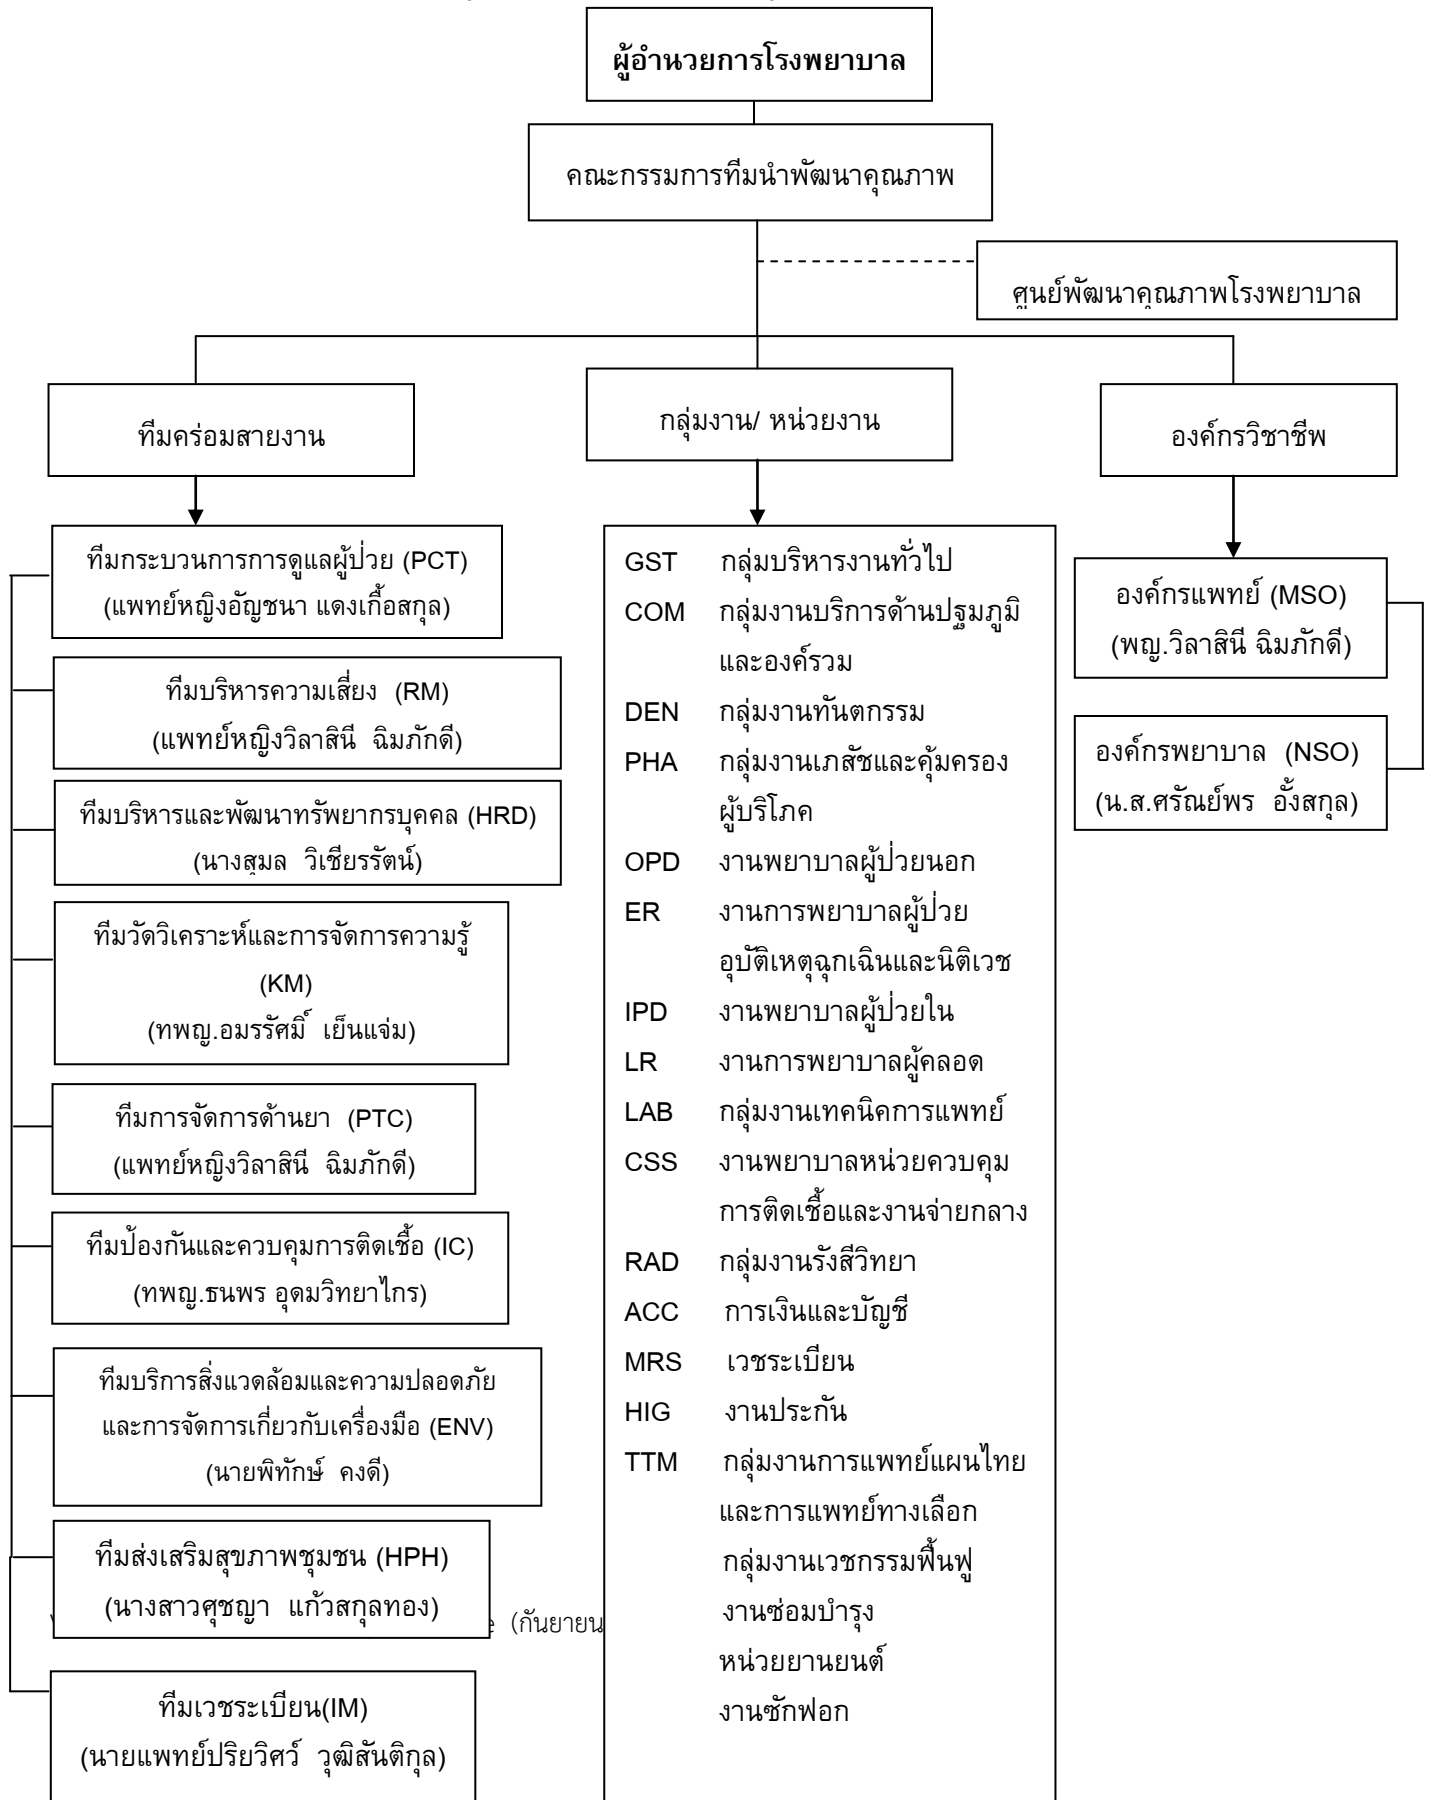 ผู้อำนวยการโรงพยาบาล
คณะกรรมการทีมนำพัฒนาคุณภาพ
ศูนย์พัฒนาคุณภาพโรงพยาบาล
ทีมคร่อมสายงาน
กลุ่มงาน/ หน่วยงาน
องค์กรวิชาชีพ
ทีมกระบวนการการดูแลผู้ป่วย (PCT)
(แพทย์หญิงอัญชนา แดงเกื้อสกุล)
ทีมบริหารความเสี่ยง (RM)
(แพทย์หญิงวิลาสินี ฉิมภักดี)
ทีมบริหารและพัฒนาทรัพยากรบุคคล (HRD)
(นางสุมล วิเชียรรัตน์)
ทีมวัดวิเคราะห์และการจัดการความรู้
(KM)
(ทพญ.อมรรัศมิ์ เย็นแจ่ม)
ทีมการจัดการด้านยา (PTC)
(แพทย์หญิงวิลาสินี ฉิมภักดี)
ทีมป้องกันและควบคุมการติดเชื้อ (IC)
(ทพญ.ธนพร อุดมวิทยาไกร)
ทีมบริการสิ่งแวดล้อมและความปลอดภัย
และการจัดการเกี่ยวกับเครื่องมือ (ENV)
(นายพิทักษ์ คงดี)
ทีมส่งเสริมสุขภาพชุมชน (HPH)
(นางสาวศุชญา แก้วสกุลทอง)
(กันยายน
ทีมเวชระเบียน(IM)
(นายแพทย์ปริยวิศว์ วุฒิสันติกุล)
GST กลุ่มบริหารงานทั่วไป
COM กลุ่มงานบริการด้านปฐมภูมิ
และองค์รวม
DEN กลุ่มงานทันตกรรม
PHA กลุ่มงานเภสัชและคุ้มครอง
ผู้บริโภค
OPD งานพยาบาลผู้ป่วยนอก
ER งานการพยาบาลผู้ป่วย
อุบัติเหตุฉุกเฉินและนิติเวช
IPD งานพยาบาลผู้ป่วยใน
LR งานการพยาบาลผู้คลอด
LAB กลุ่มงานเทคนิคการแพทย์
CSS งานพยาบาลหน่วยควบคุม
การติดเชื้อและงานจ่ายกลาง
RAD กลุ่มงานรังสีวิทยา
ACC การเงินและบัญชี
MRS เวชระเบียน
HIG งานประกัน
TTM กลุ่มงานการแพทย์แผนไทย
และการแพทย์ทางเลือก
กลุ่มงานเวชกรรมฟื้นฟู
งานซ่อมบำรุง
หน่วยยานยนต์
งานซักฟอก
องค์กรแพทย์ (MSO)
(พญ.วิลาสินี ฉิมภักดี)
องค์กรพยาบาล (NSO)
(น.ส.ศรัณย์พร อั้งสกุล)